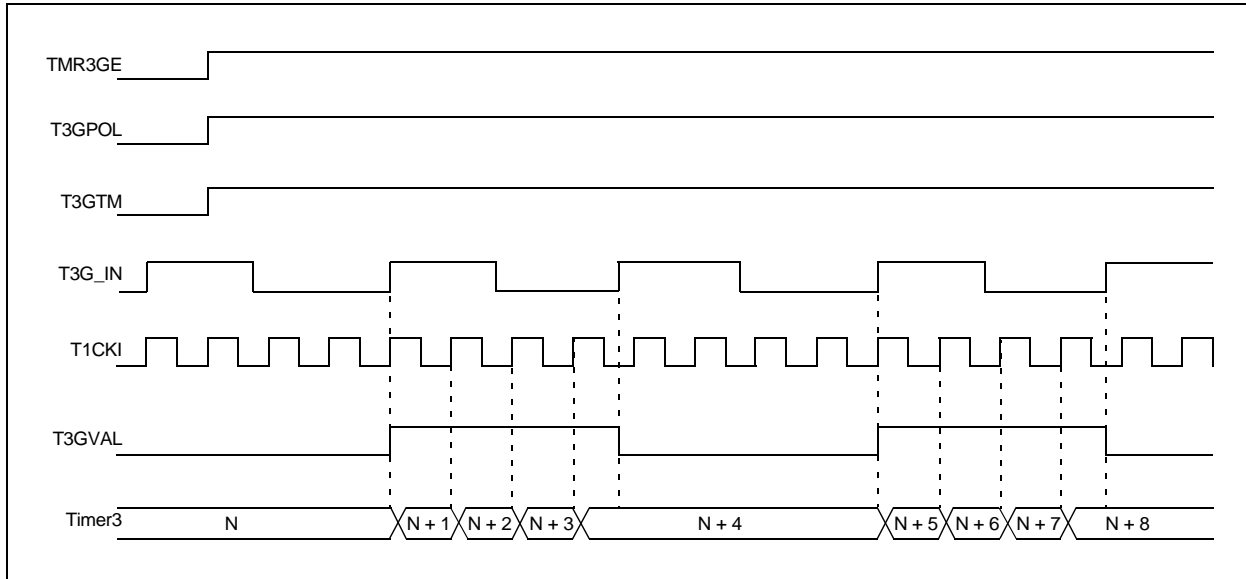 TMR3GE
T3GPOL
T3GTM
T3G_IN
T1CKI
T3GVAL
Timer3 N N + 1 N + 2 N + 3 N + 4 N + 5 N + 6 N + 7 N + 8